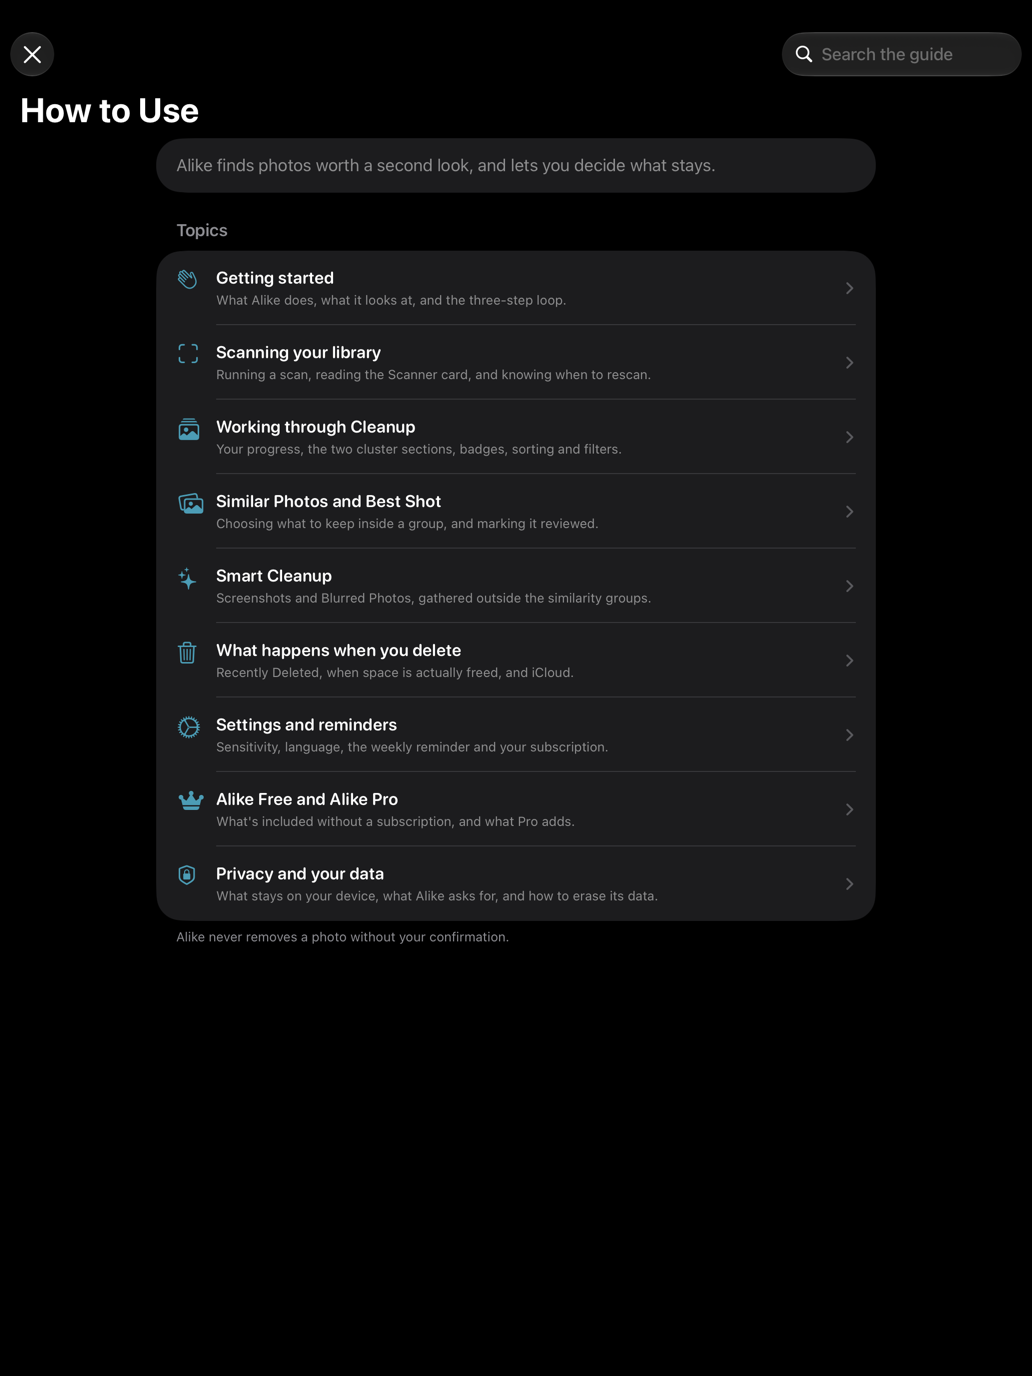 Search the guide
How to Use
Alike finds photos worth a second look, and lets you decide what stays.
Topics
Getting started
What Alike does, what it looks at, and the three-step loop.
Scanning your library
Running a scan, reading the Scanner card, and knowing when to rescan.
Working through Cleanup
Your progress, the two cluster sections, badges, sorting and filters.
Similar Photos and Best Shot
Choosing what to keep inside a group, and marking it reviewed.
Smart Cleanup
Screenshots and Blurred Photos, gathered outside the similarity groups.
What happens when you delete
Recently Deleted, when space is actually freed, and iCloud.
Settings and reminders
Sensitivity, language, the weekly reminder and your subscription.
Alike Free and Alike Pro
What's included without a subscription, and what Pro adds.
Privacy and your data
What stays on your device, what Alike asks for, and how to erase its data.
Alike never removes a photo without your confirmation.